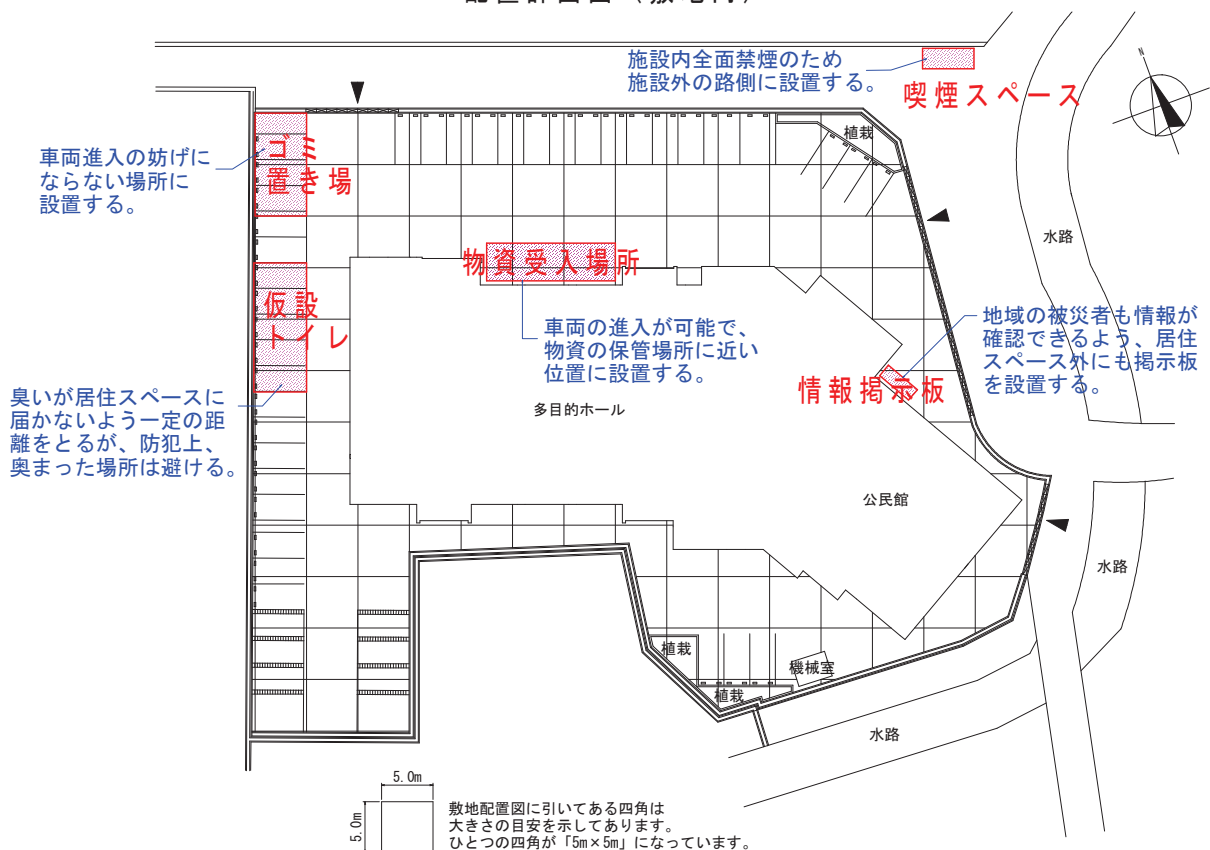 施設内全面禁煙のため
施設外の路側に設置する。
喫煙スペース
N
植栽
ゴミ
置き場
車両進入の妨げに
ならない場所に
設置する。
水路
物資受入場所
仮設
トイレ
車両の進入が可能で、
物資の保管場所に近い
位置に設置する。
地域の被災者も情報が
確認できるよう、居住
スペース外にも掲示板
を設置する。
情報掲示板
臭いが居住スペースに
届かないよう一定の距
離をとるが、防犯上、
奥まった場所は避ける。
多目的ホール
公民館
水路
植栽
機械室
植栽
水路
5.0m
5.0m
敷地配置図に引いてある四角は
大きさの目安を示してあります。
ひとつの四角が「5m×5m」になっています。